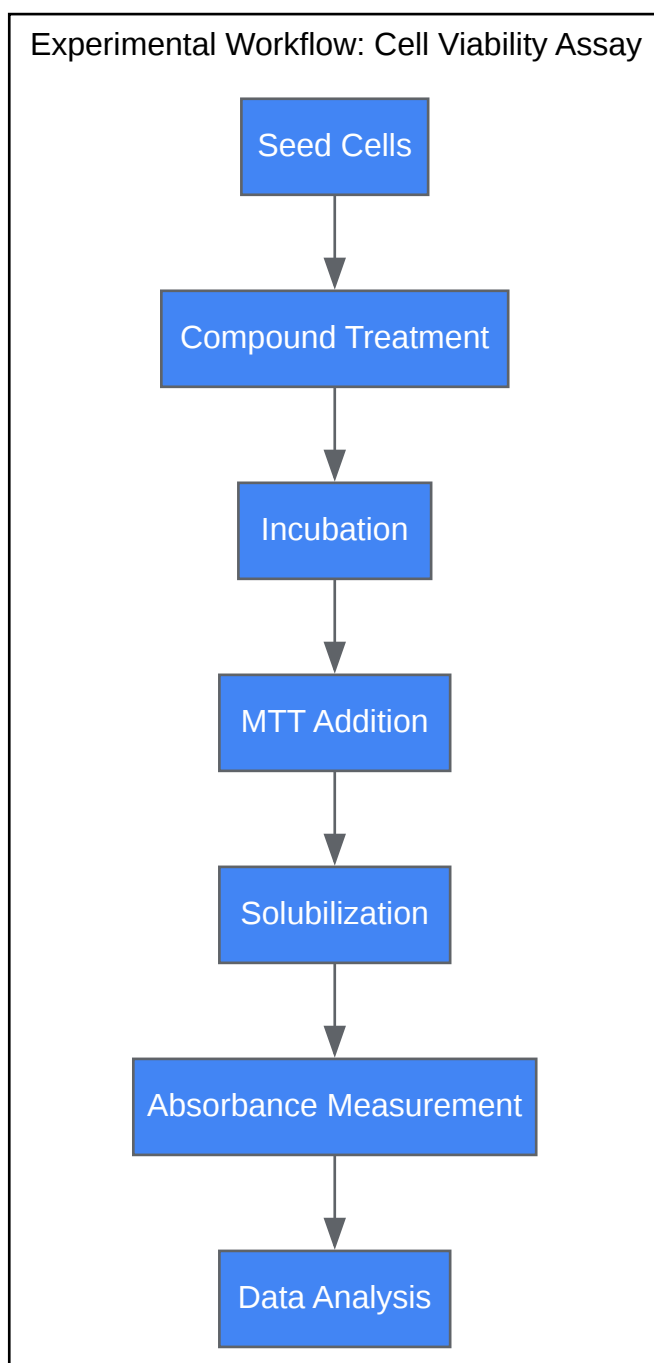 Experimental Workflow: Cell Viability Assay
Seed Cells
Compound Treatment
Incubation
MTT Addition
Solubilization
Absorbance Measurement
Data Analysis